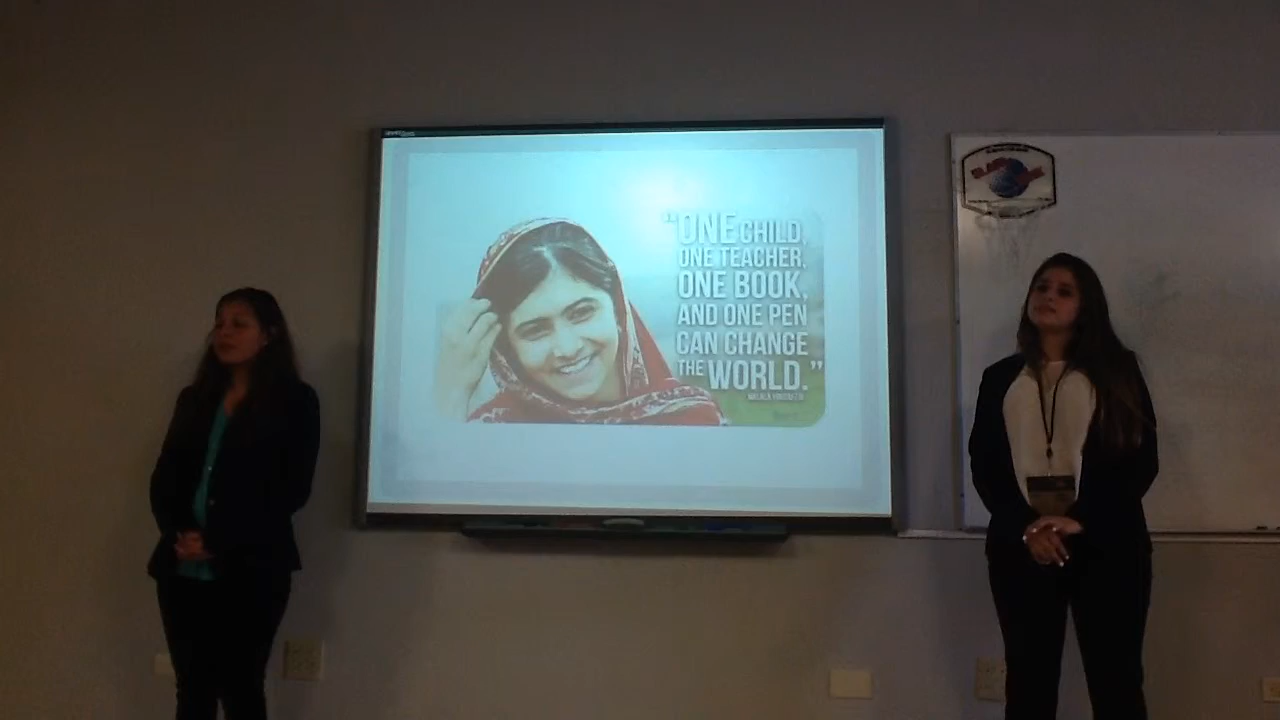 "ONE CHILD,
ONE TEACHER,
ONE BOOK,
AND ONE PEN
CAN CHANGE
THE WORLD."